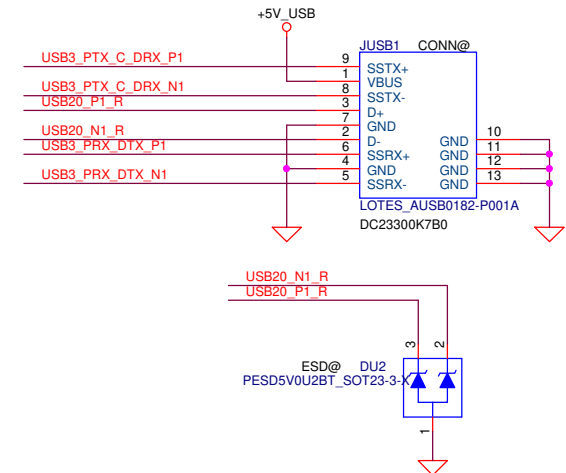 +5V_USB
JUSB1 CONN@
USB3_PTX_C_DRX_P1 9 SSTX+
1 VBUS
USB3_PTX_C_DRX_N1 8 SSTX-
USB20_P1_R 3 D+
7 GND
USB20_N1_R 2 D- GND 10
USB3_PRX_DTX_P1 6 SSRX+ GND 11
4 GND GND 12
USB3_PRX_DTX_N1 5 SSRX- GND 13
LOTES_AUSB0182-P001A
DC23300K7B0
USB20_N1_R
USB20_P1_R
3 2
ESD@ DU2
PESD5V0U2BT_SOT23-3-X
1